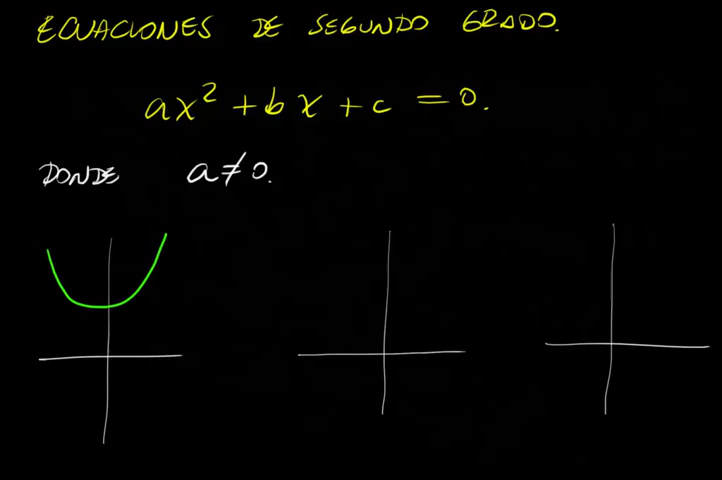 ECUACIONES DE SEGUNDO GRADO.
ax² + bx + c = 0.
DONDE a ≠ 0.